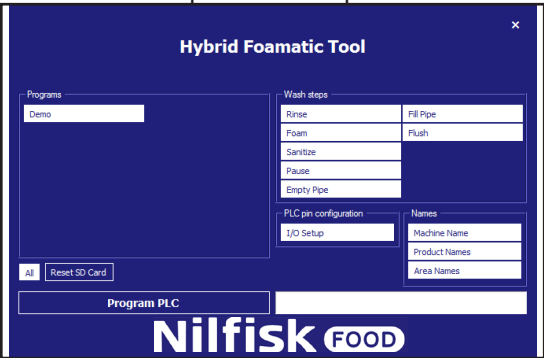 ×
Hybrid Foamatic Tool
Programs
Demo
Wash steps
Rinse
Foam
Sanitize
Pause
Empty Pipe
Fill Pipe
Flush
PLC pin configuration
I/O Setup
Names
Machine Name
Product Names
Area Names
All
Reset SD Card
Program PLC
Nilfisk FOOD